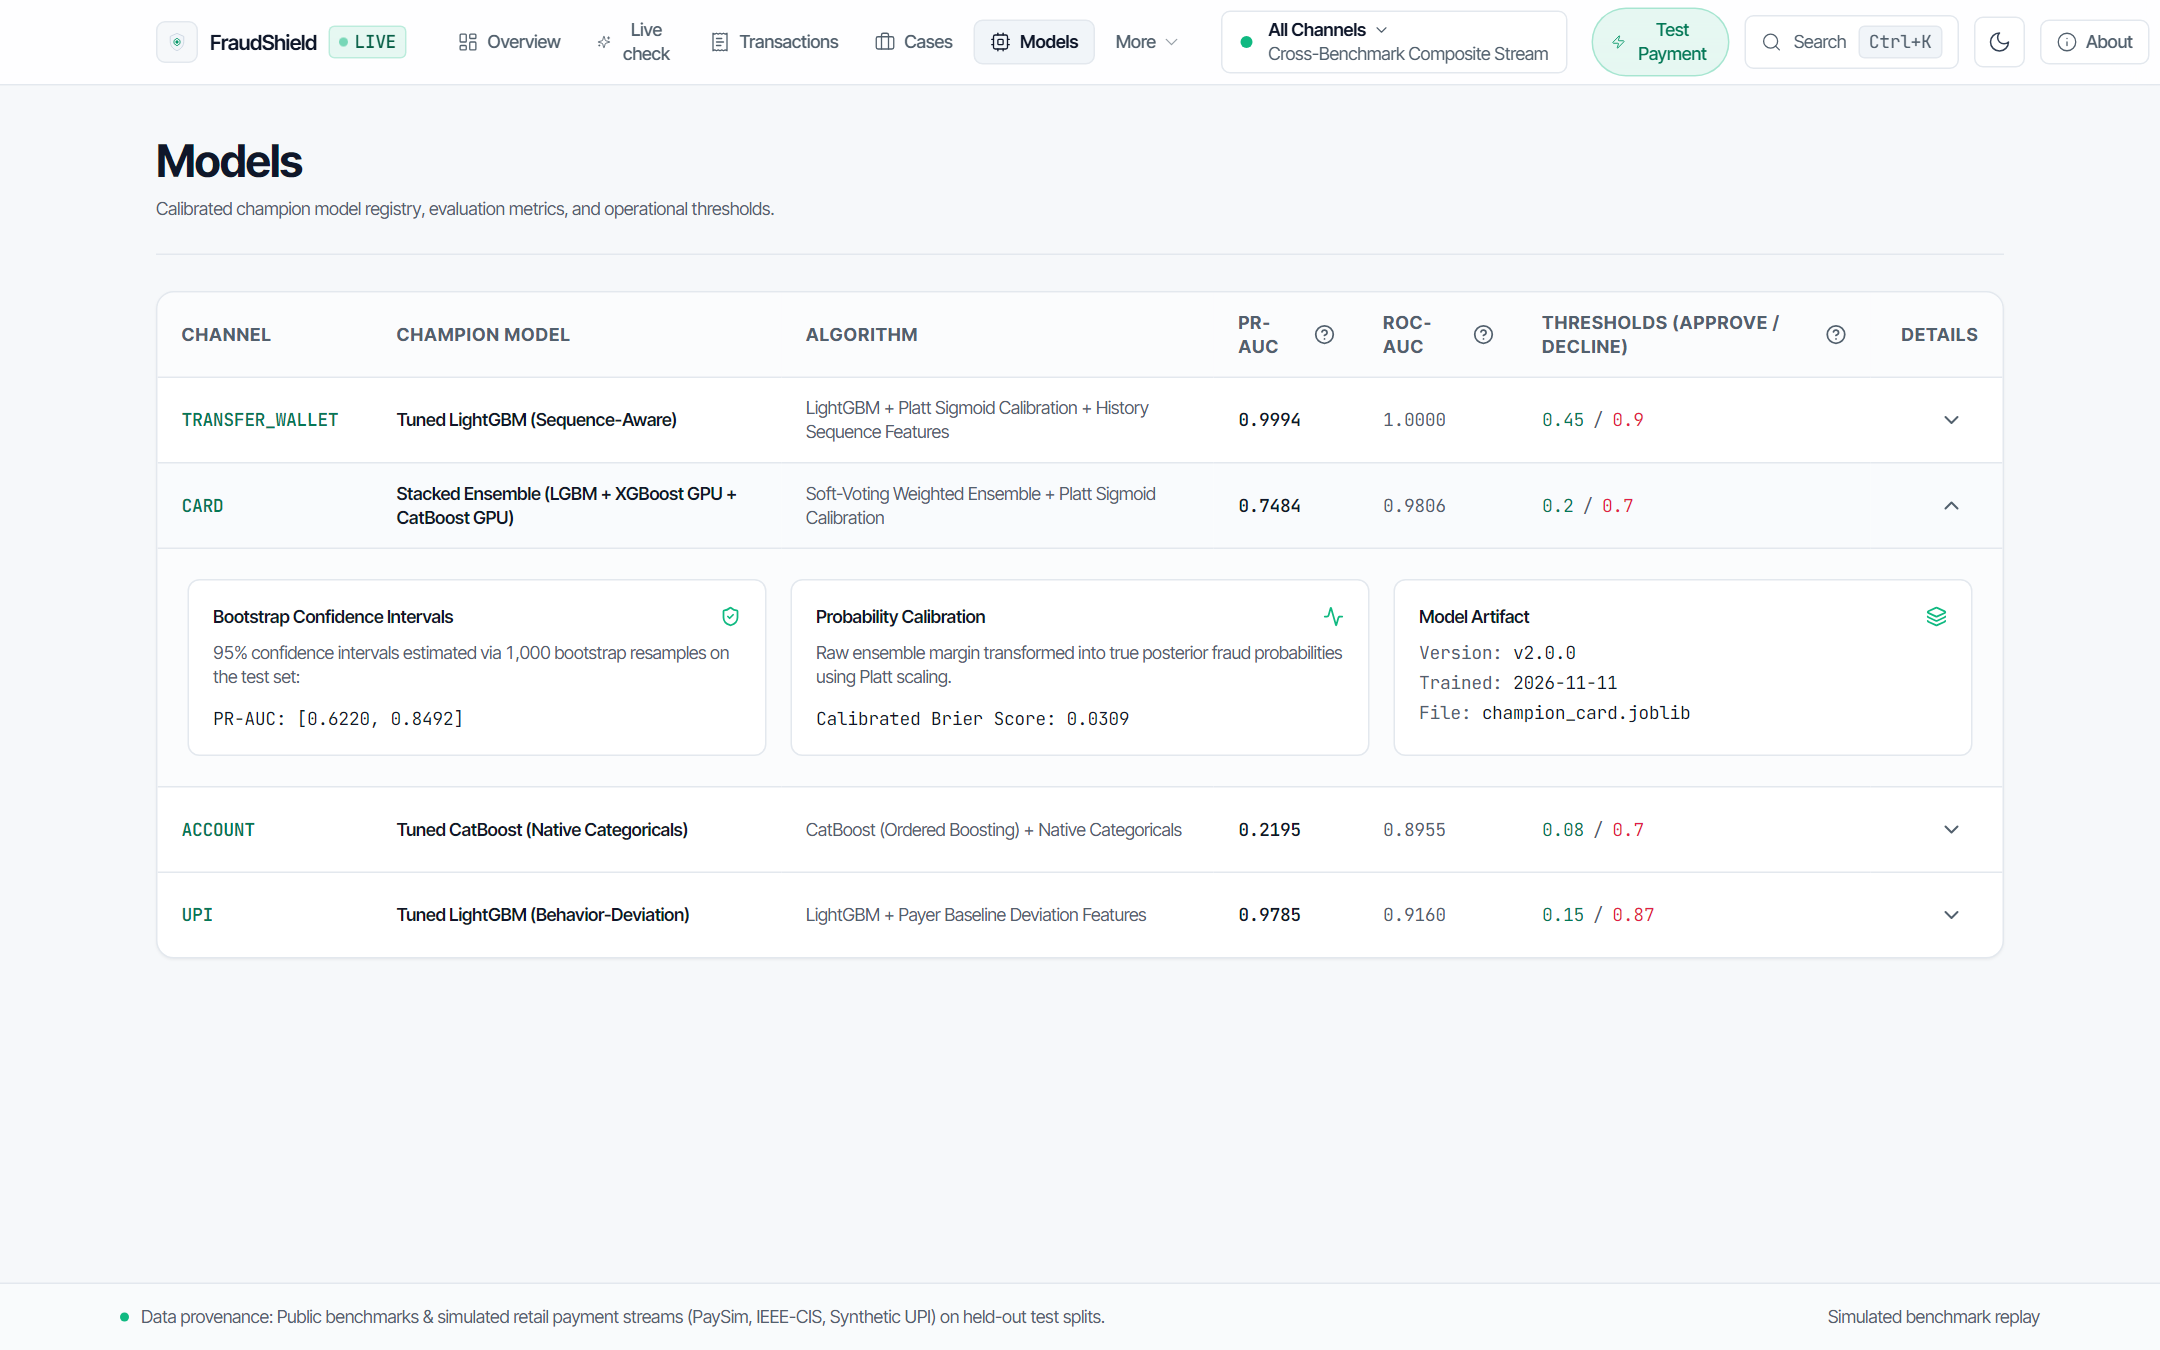 FraudShield
LIVE
Overview
Live check
Transactions
Cases
Models
More
All Channels
Cross-Benchmark Composite Stream
Test Payment
Search
Ctrl+K
About
Models
Calibrated champion model registry, evaluation metrics, and operational thresholds.
CHANNEL
CHAMPION MODEL
ALGORITHM
PR-AUC
ROC-AUC
THRESHOLDS (APPROVE / DECLINE)
DETAILS
TRANSFER_WALLET
Tuned LightGBM (Sequence-Aware)
LightGBM + Platt Sigmoid Calibration + History
Sequence Features
0.9994
1.0000
0.45 / 0.9
CARD
Stacked Ensemble (LGBM + XGBoost GPU +
CatBoost GPU)
Soft-Voting Weighted Ensemble + Platt Sigmoid
Calibration
0.7484
0.9806
0.2 / 0.7
Bootstrap Confidence Intervals
95% confidence intervals estimated via 1,000 bootstrap resamples on
the test set:
PR-AUC: [0.6220, 0.8492]
Probability Calibration
Raw ensemble margin transformed into true posterior fraud probabilities
using Platt scaling.
Calibrated Brier Score: 0.0309
Model Artifact
Version: v2.0.0
Trained: 2026-11-11
File: champion_card.joblib
ACCOUNT
Tuned CatBoost (Native Categoricals)
CatBoost (Ordered Boosting) + Native Categoricals
0.2195
0.8955
0.08 / 0.7
UPI
Tuned LightGBM (Behavior-Deviation)
LightGBM + Payer Baseline Deviation Features
0.9785
0.9160
0.15 / 0.87
Data provenance: Public benchmarks & simulated retail payment streams (PaySim, IEEE-CIS, Synthetic UPI) on held-out test splits.
Simulated benchmark replay